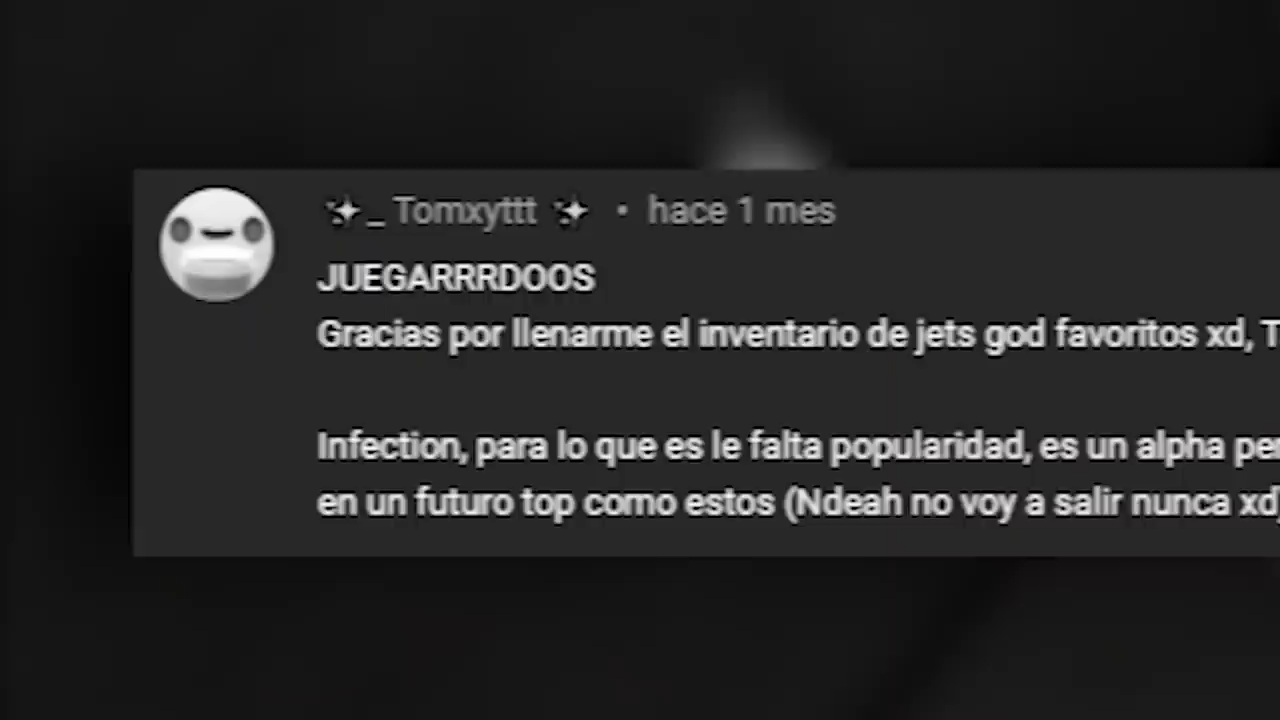 ✨_ Tomxyttt ✨ • hace 1 mes
JUEGARRRDOOS
Gracias por llenarme el inventario de jets god favoritos xd,
Infection, para lo que es le falta popularidad, es un alpha
en un futuro top como estos (Ndeah no voy a salir nunca xd